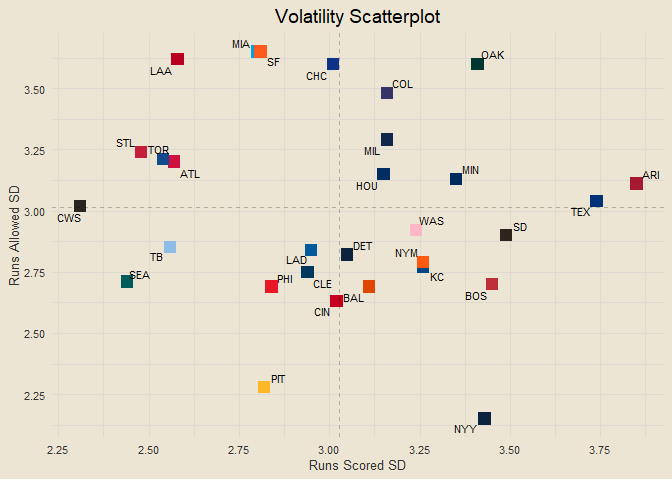 Volatility Scatterplot
MIA
SF
LAA
CHC
OAK
COL
3.50
STL
TOR
ATL
MIL
3.25
HOU
MIN
ARI
TEX
3.00
CWS
WAS
SD
TB
LAD
DET
NYM
KC
2.75
SEA
PHI
CLE
BAL
BOS
CIN
2.50
PIT
2.25
NYY
Runs Allowed SD
2.25 2.50 2.75 3.00 3.25 3.50 3.75
Runs Scored SD